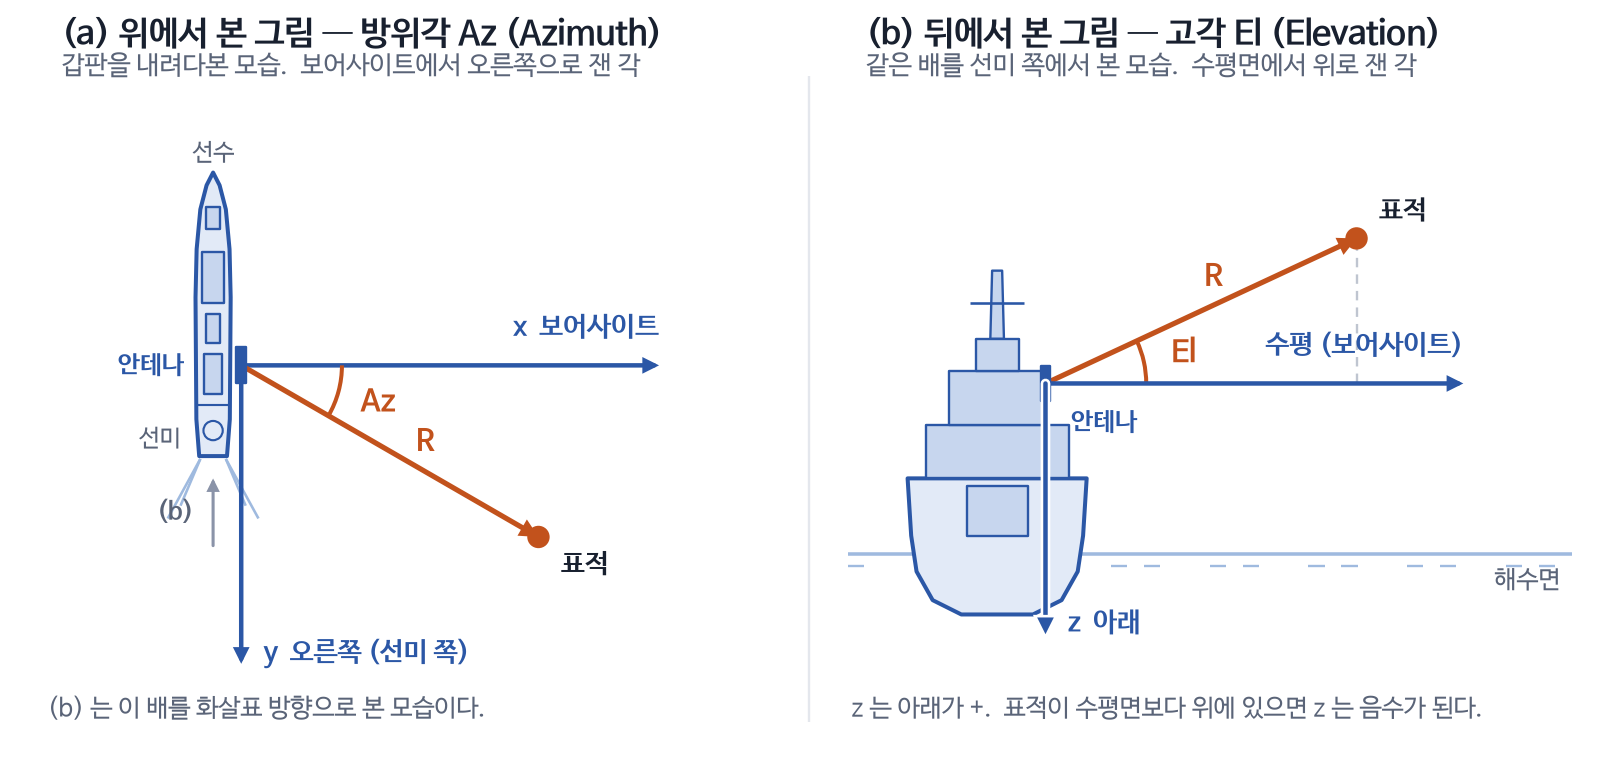 (a) 위에서 본 그림 — 방위각 Az (Azimuth)
갑판을 내려다본 모습. 보어사이트에서 오른쪽으로 잰 각
선수
x 보어사이트
안테나
Az
R
선미
(b)
표적
y 오른쪽 (선미 쪽)
(b) 는 이 배를 화살표 방향으로 본 모습이다.
(b) 뒤에서 본 그림 — 고각 El (Elevation)
같은 배를 선미 쪽에서 본 모습. 수평면에서 위로 잰 각
표적
R
El
수평 (보어사이트)
안테나
해수면
z 아래
z 는 아래가 +. 표적이 수평면보다 위에 있으면 z 는 음수가 된다.